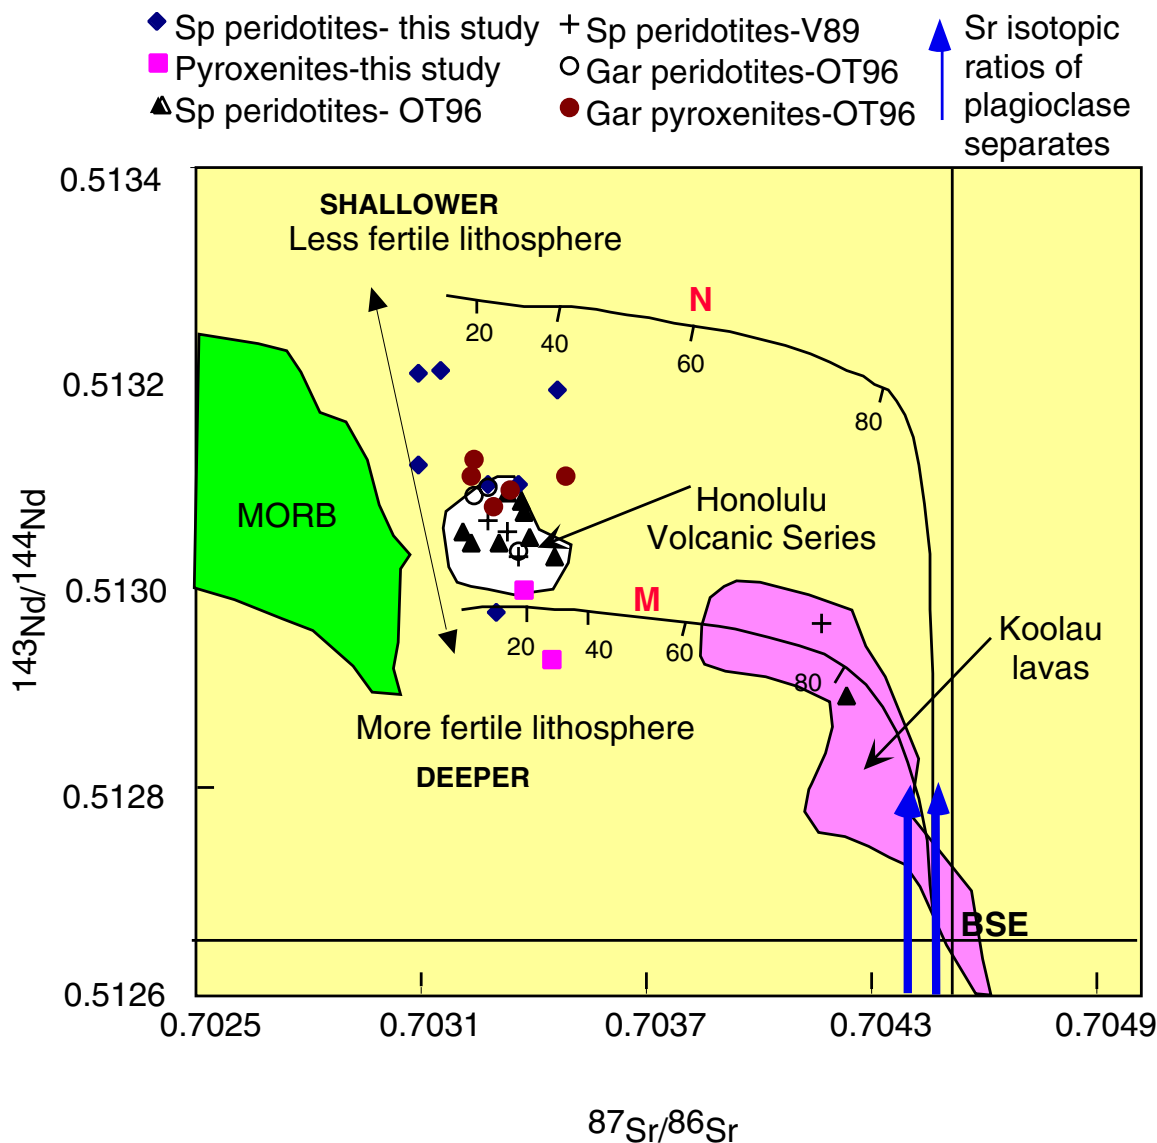 Sp peridotites- this study
Pyroxenites-this study
Sp peridotites- OT96
Sp peridotites-V89
Gar peridotites-OT96
Gar pyroxenites-OT96
Sr isotopic
ratios of
plagioclase
separates
0.5134
0.5132
0.5130
0.5128
0.5126
143Nd/144Nd
SHALLOWER
Less fertile lithosphere
N
20
40
60
80
MORB
Honolulu
Volcanic Series
M
20
40
60
80
Koolau
lavas
More fertile lithosphere
DEEPER
BSE
0.7025
0.7031
0.7037
0.7043
0.7049
87Sr/86Sr